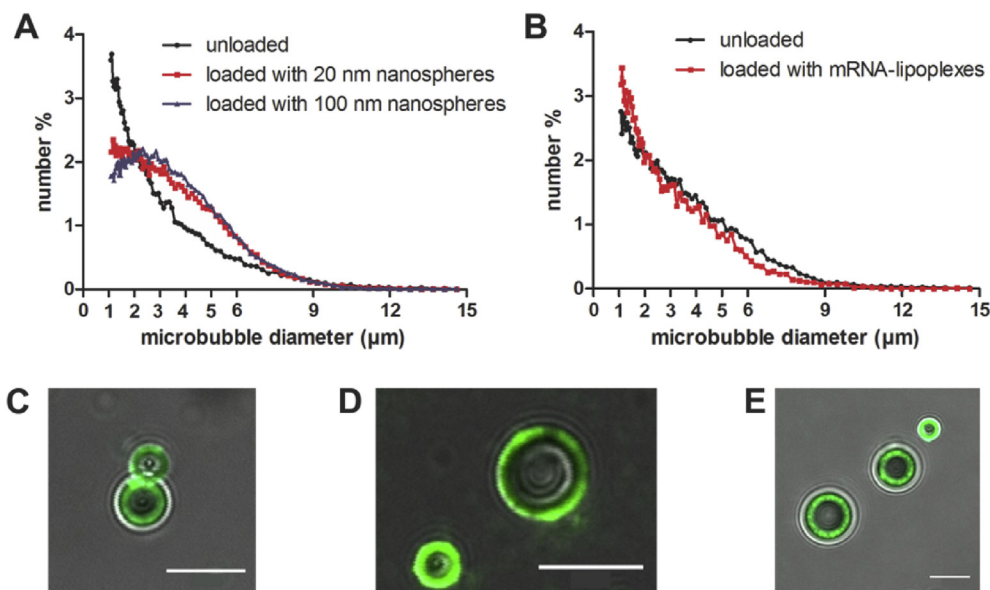 A
unloaded
loaded with 20 nm nanospheres
loaded with 100 nm nanospheres
number %
4
3
2
1
0
0 1 2 3 4 5 6 9 12 15
microbubble diameter (µm)
B
unloaded
loaded with mRNA-lipoplexes
number %
4
3
2
1
0
0 1 2 3 4 5 6 9 12 15
microbubble diameter (µm)
C
D
E